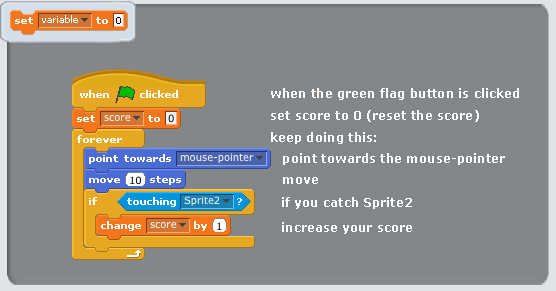 set variable to 0
when clicked when the green flag button is clicked
set score to 0 set score to 0 (reset the score)
forever keep doing this:
point towards mouse-pointer point towards the mouse-pointer
move 10 steps move
if touching Sprite2 ? if you catch Sprite2
change score by 1 increase your score